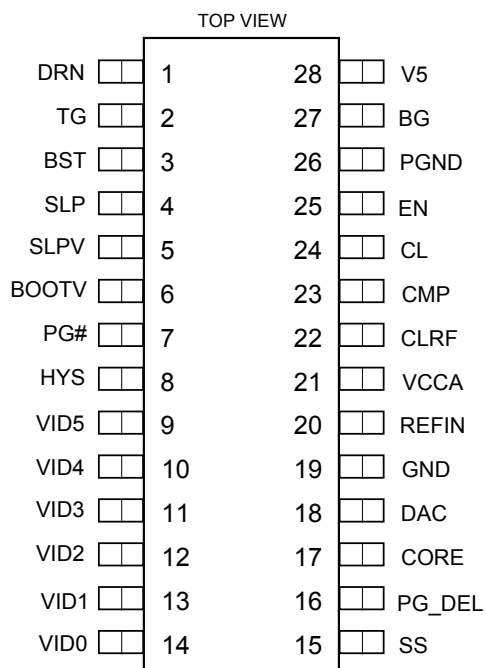 TOP VIEW
DRN 1 28 V5
TG 2 27 BG
BST 3 26 PGND
SLP 4 25 EN
SLPV 5 24 CL
BOOTV 6 23 CMP
PG# 7 22 CLRF
HYS 8 21 VCCA
VID5 9 20 REFIN
VID4 10 19 GND
VID3 11 18 DAC
VID2 12 17 CORE
VID1 13 16 PG_DEL
VID0 14 15 SS